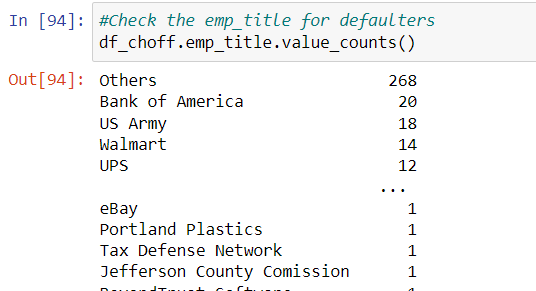 In [94]: #Check the emp_title for defaulters
df_choff.emp_title.value_counts()
Out[94]: Others 268
Bank of America 20
US Army 18
Walmart 14
UPS 12
...
eBay 1
Portland Plastics 1
Tax Defense Network 1
Jefferson County Comission 1